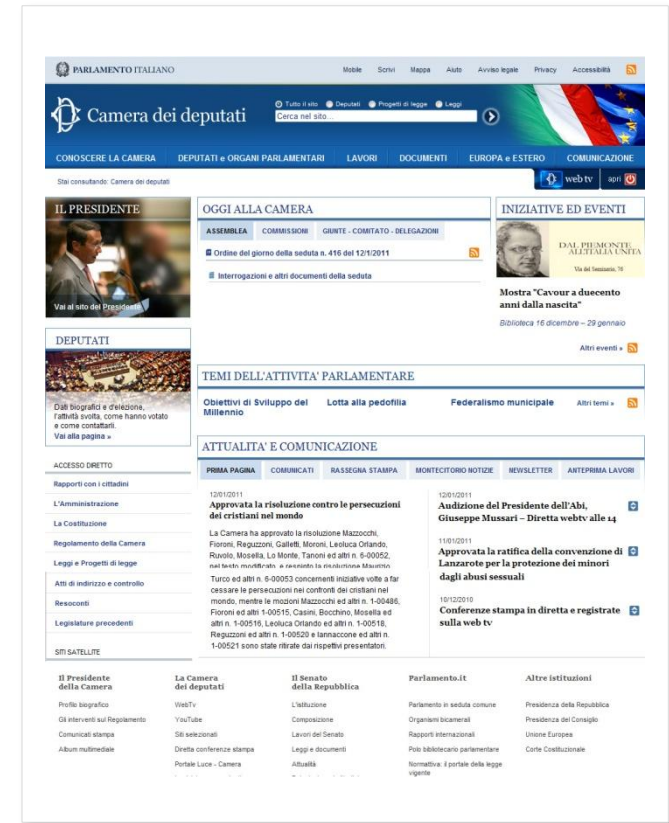 PARLAMENTO ITALIANO
Mobile Scrivi Mappa Aiuto Avviso legale Privacy Accessibilità
Camera dei deputati
Tutto il sito Deputati Progetti di legge Leggi
Cerca nel sito...
CONOSCERE LA CAMERA DEPUTATI e ORGANI PARLAMENTARI LAVORI DOCUMENTI EUROPA e ESTERO COMUNICAZIONE
Stai consultando: Camera dei deputati
web tv apri
IL PRESIDENTE
Vai al sito del Presidente
DEPUTATI
Dati biografici e d'elezione,
l'attività svolta, come hanno votato
e come contattarli.
Vai alla pagina »
ACCESSO DIRETTO
Rapporti con i cittadini
L'Amministrazione
La Costituzione
Regolamento della Camera
Leggi e Progetti di legge
Atti di indirizzo e controllo
Resoconti
Legislature precedenti
SITI SATELLITE
OGGI ALLA CAMERA
ASSEMBLEA COMMISSIONI GIUNTE - COMITATO - DELEGAZIONI
Ordine del giorno della seduta n. 416 del 12/1/2011
Interrogazioni e altri documenti della seduta
INIZIATIVE ED EVENTI
DAL PIEMONTE
ALL'ITALIA UNITA
Via del Seminario, 76
Mostra "Cavour a duecento
anni dalla nascita"
Biblioteca 16 dicembre – 29 gennaio
Altri eventi »
TEMI DELL'ATTIVITA' PARLAMENTARE
Obiettivi di Sviluppo del
Millennio
Lotta alla pedofilia
Federalismo municipale
Altri temi »
ATTUALITA' E COMUNICAZIONE
PRIMA PAGINA COMUNICATI RASSEGNA STAMPA MONTECITORIO NOTIZIE NEWSLETTER ANTEPRIMA LAVORI
12/01/2011
Approvata la risoluzione contro le persecuzioni
dei cristiani nel mondo
La Camera ha approvato la risoluzione Mazzocchi,
Fioroni, Reguzzoni, Galletti, Moroni, Leoluca Orlando,
Ruvolo, Mosella, Lo Monte, Tanoni ed altri n. 6-00052,
nel testo modificato, e respinto la risoluzione Maurizio
Turco ed altri n. 6-00053 concernenti iniziative volte a far
cessare le persecuzioni nei confronti dei cristiani nel
mondo, mentre le mozioni Mazzocchi ed altri n. 1-00486,
Fioroni ed altri 1-00515, Casini, Bocchino, Mosella ed
altri n. 1-00516, Leoluca Orlando ed altri n. 1-00518,
Reguzzoni ed altri n. 1-00520 e Iannaccone ed altri n.
1-00521 sono state ritirate dai rispettivi presentatori.
12/01/2011
Audizione del Presidente dell'Abi,
Giuseppe Mussari – Diretta webtv alle 14
11/01/2011
Approvata la ratifica della convenzione di
Lanzarote per la protezione dei minori
dagli abusi sessuali
10/12/2010
Conferenze stampa in diretta e registrate
sulla web tv
Il Presidente
della Camera
Profilo biografico
Gli interventi sul Regolamento
Comunicati stampa
Album multimediale
La Camera
dei deputati
WebTv
YouTube
Siti selezionati
Diretta conferenze stampa
Portale Luce - Camera
Il Senato
della Repubblica
L'istituzione
Composizione
Lavori del Senato
Leggi e documenti
Attualità
Parlamento.it
Parlamento in seduta comune
Organismi bicamerali
Rapporti internazionali
Polo bibliotecario parlamentare
Normattiva: il portale della legge
vigente
Altre istituzioni
Presidenza della Repubblica
Presidenza del Consiglio
Unione Europea
Corte Costituzionale